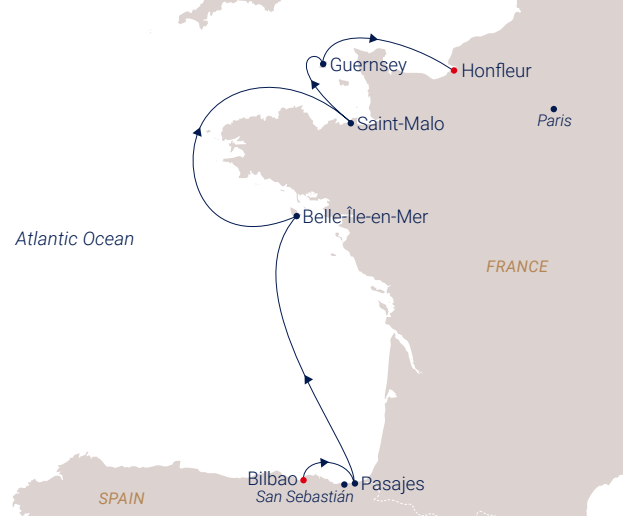 Guernsey
Honfleur
Paris
Saint-Malo
Belle-Île-en-Mer
Atlantic Ocean
FRANCE
Bilbao
Pasajes
San Sebastián
SPAIN